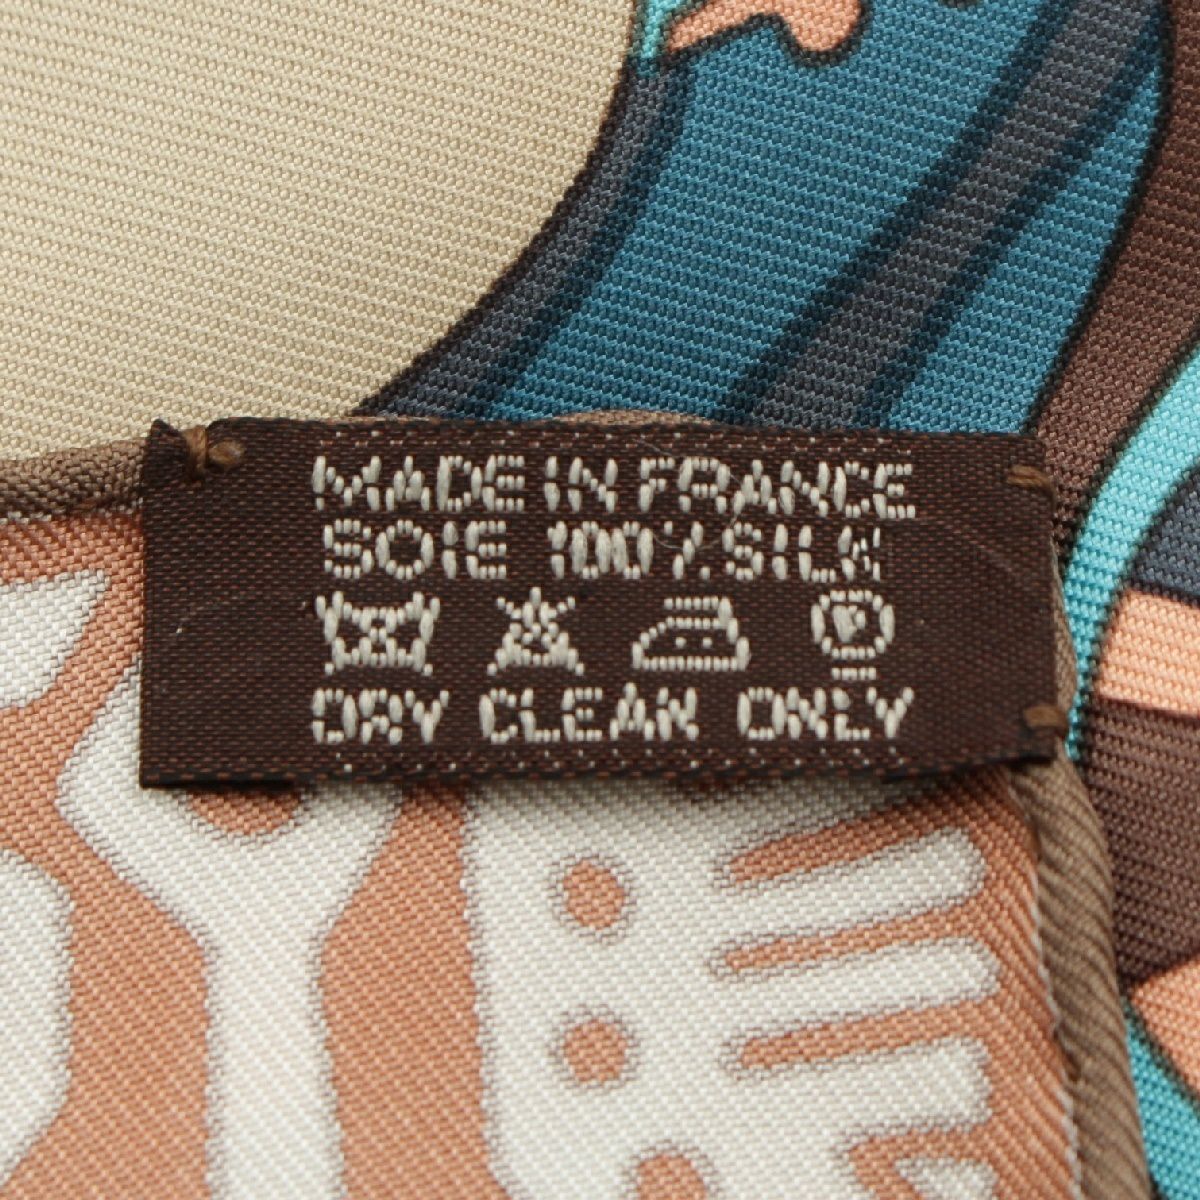 MADE IN FRANCE
SOIE 100% SILK
P
DRY CLEAN ONLY